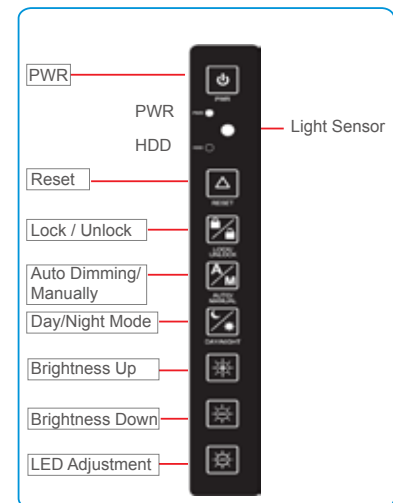 PWR
PWR
PWR
Light Sensor
HDD
Reset
RESET
Lock / Unlock
LOCK/
UNLOCK
Auto Dimming/
Manually
A/M
AUTO/
MANUAL
Day/Night Mode
DAY/NIGHT
Brightness Up
Brightness Down
LED Adjustment